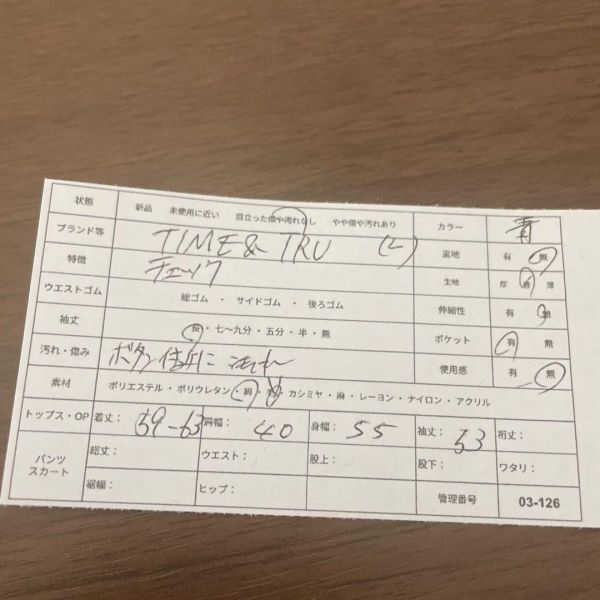 状態 新品 未使用に近い 目立った傷や汚れなし やや傷や汚れあり カラー 青
ブランド等 TIME & TRU (L) 裏地 有 無
特徴 チェック 生地 厚 普 薄
ウエストゴム 総ゴム ・ サイドゴム ・ 後ろゴム 伸縮性 有 無
袖丈 長・七〜九分・五分・半・無 ポケット 有 無
汚れ・傷み ボタン 使用感 有 無
素材 ポリエステル・ポリウレタン・綿・毛・カシミヤ・麻・レーヨン・ナイロン・アクリル
トップス・OP 着丈: 59-63 肩幅: 40 身幅: 55 袖丈: 53 裄丈:
パンツ スカート 総丈: ウエスト: 股上: 股下: ワタリ:
裾幅: ヒップ: 管理番号 03-126